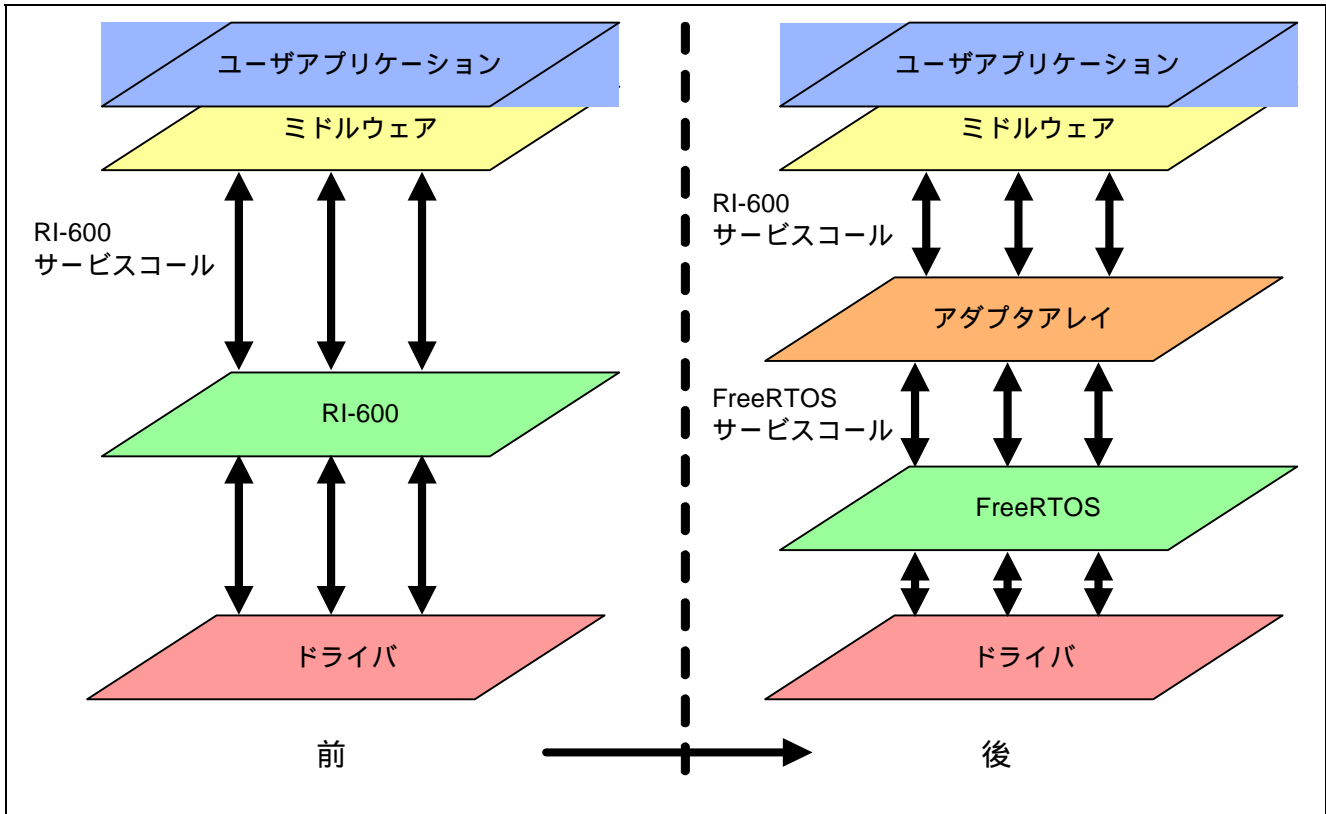 ユーザアプリケーション
ミドルウェア
RI-600
サービスコール
RI-600
ドライバ
前
ユーザアプリケーション
ミドルウェア
RI-600
サービスコール
アダプタアレイ
FreeRTOS
サービスコール
FreeRTOS
ドライバ
後